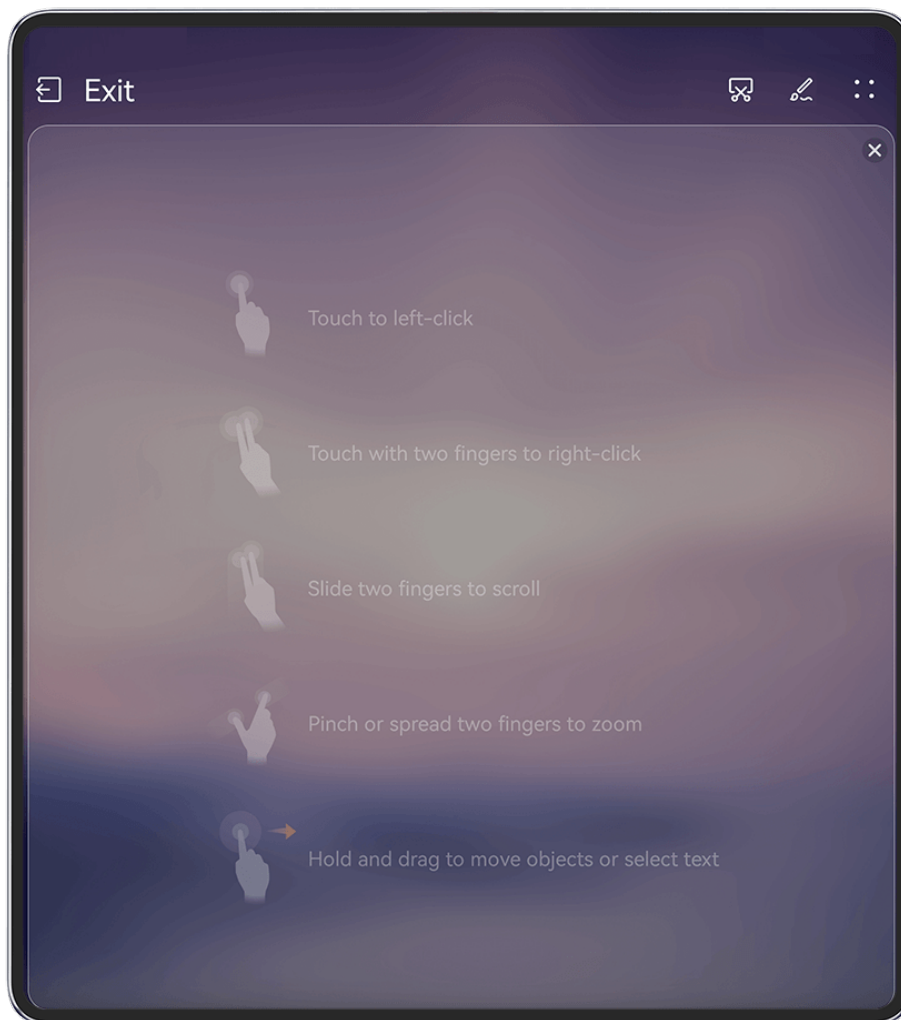 Exit
Touch to left-click
Touch with two fingers to right-click
Slide two fingers to scroll
Pinch or spread two fingers to zoom
Hold and drag to move objects or select text